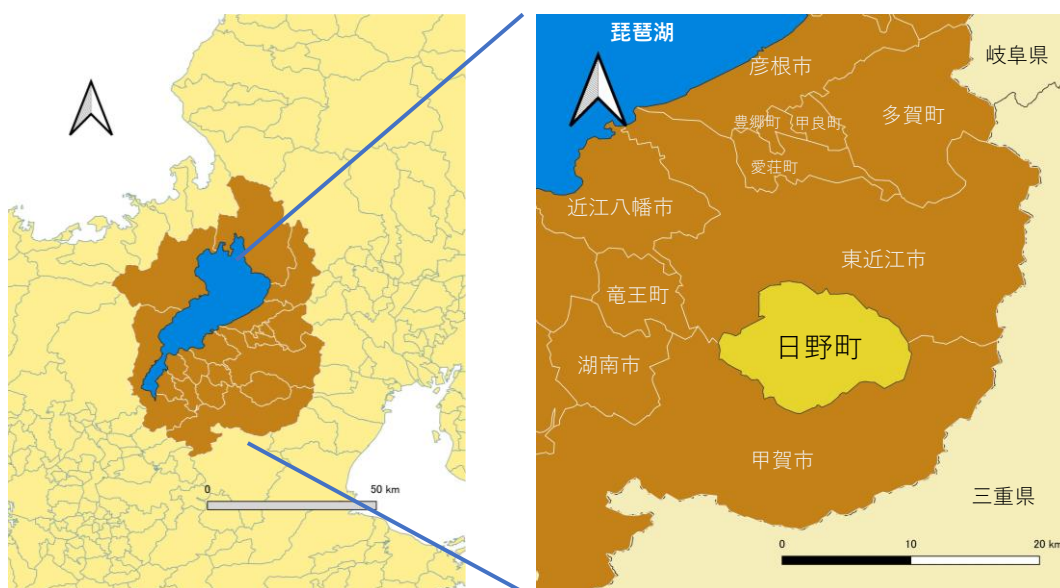 0
50 km
琵琶湖
岐阜県
彦根市
多賀町
豊郷町
甲良町
愛荘町
近江八幡市
東近江市
竜王町
日野町
湖南市
甲賀市
三重県
0
10
20 km